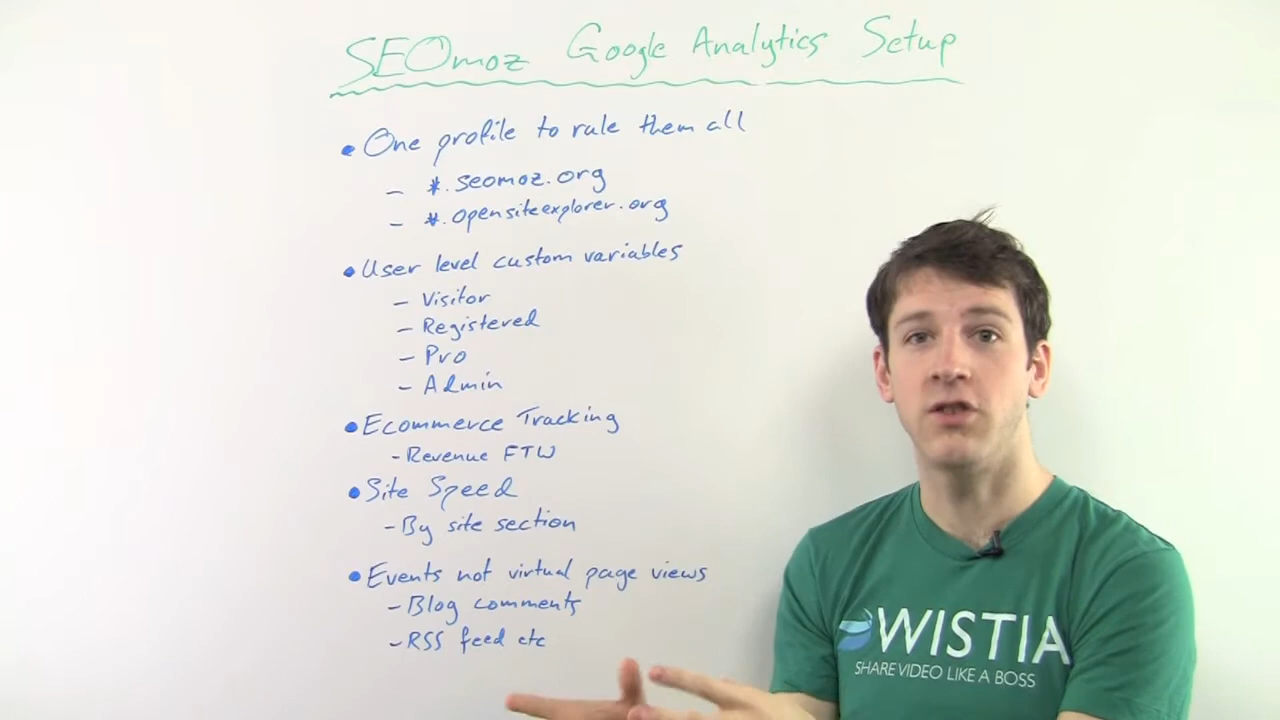 SEOmoz Google Analytics Setup
• One profile to rule them all
- *.seomoz.org
- *.opensiteexplorer.org
• User level custom variables
- Visitor
- Registered
- Pro
- Admin
• Ecommerce Tracking
- Revenue FTW
• Site Speed
- By site section
• Events not virtual page views
- Blog comments
- RSS feed etc
WISTIA
SHARE VIDEO LIKE A BOSS